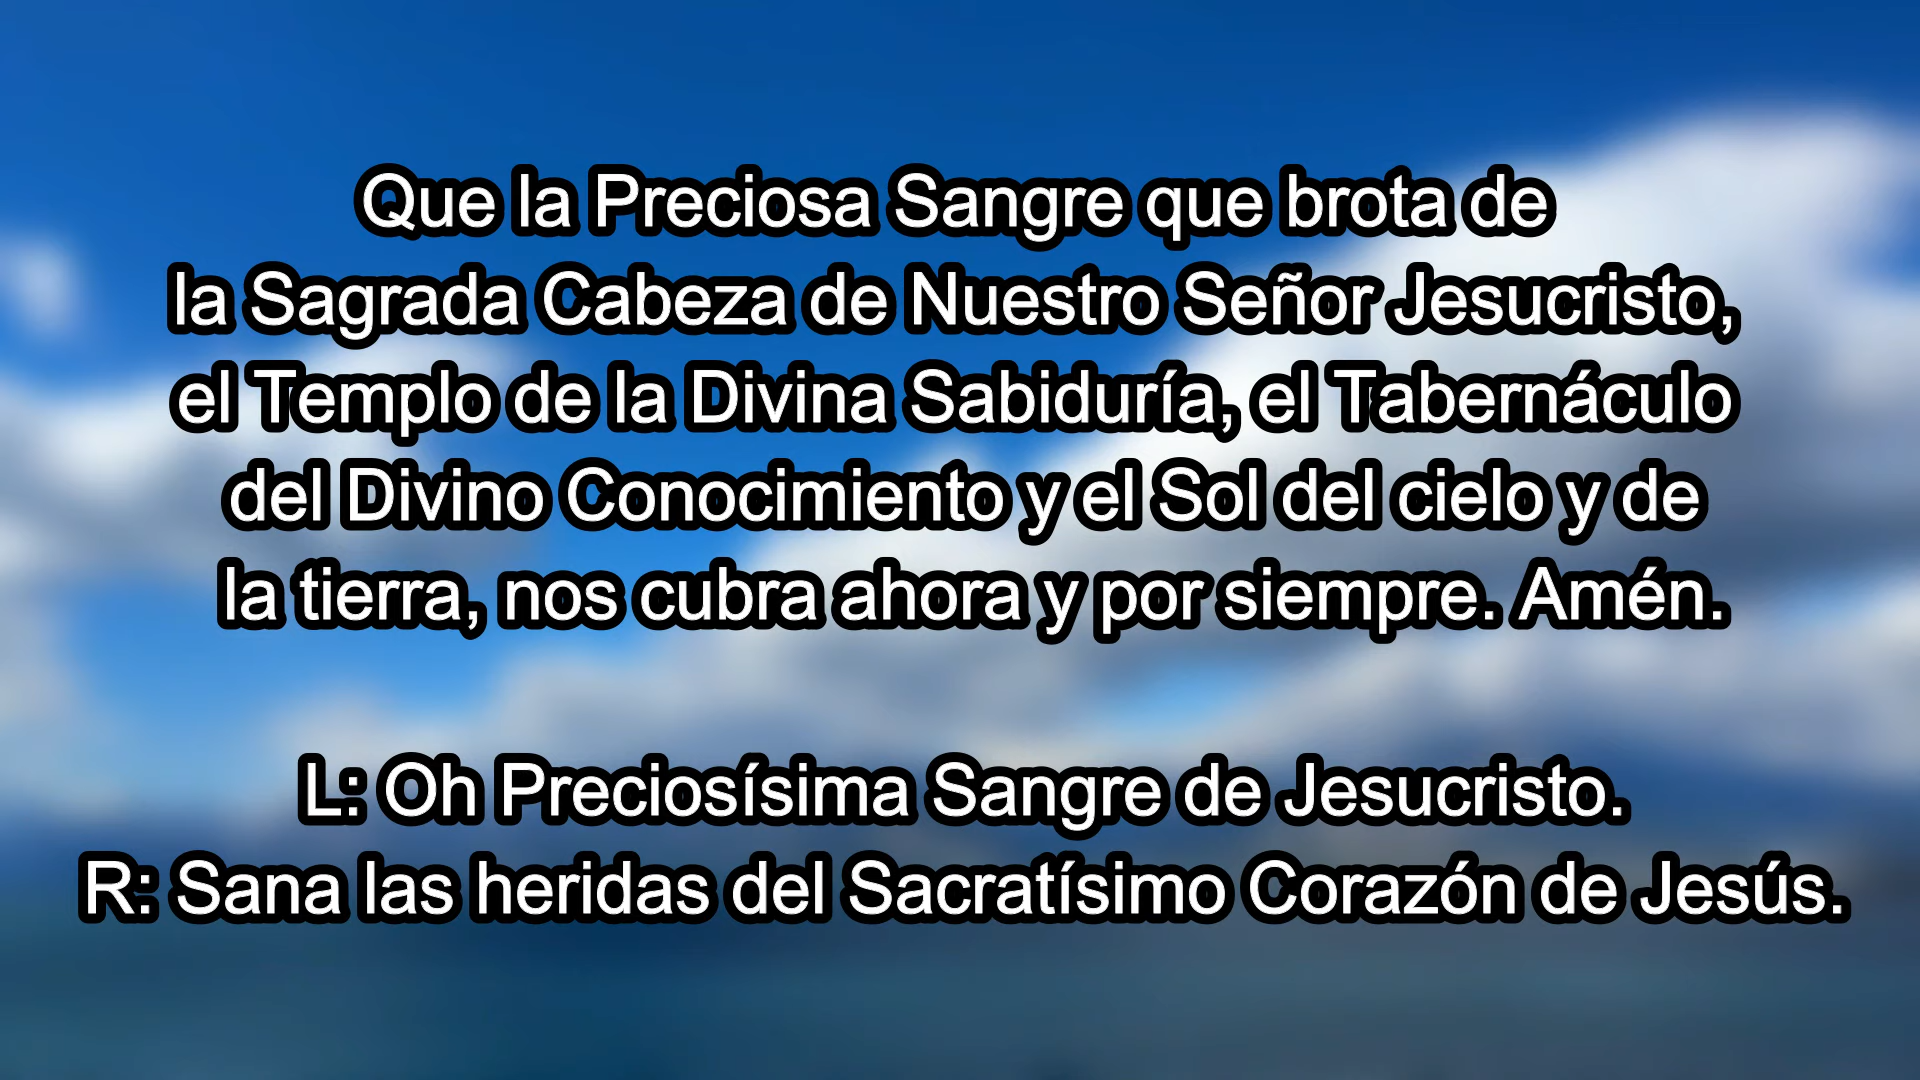 Que la Preciosa Sangre que brota de
la Sagrada Cabeza de Nuestro Señor Jesucristo,
el Templo de la Divina Sabiduría, el Tabernáculo
del Divino Conocimiento y el Sol del cielo y de
la tierra, nos cubra ahora y por siempre. Amén.
L: Oh Preciosísima Sangre de Jesucristo.
R: Sana las heridas del Sacratísimo Corazón de Jesús.